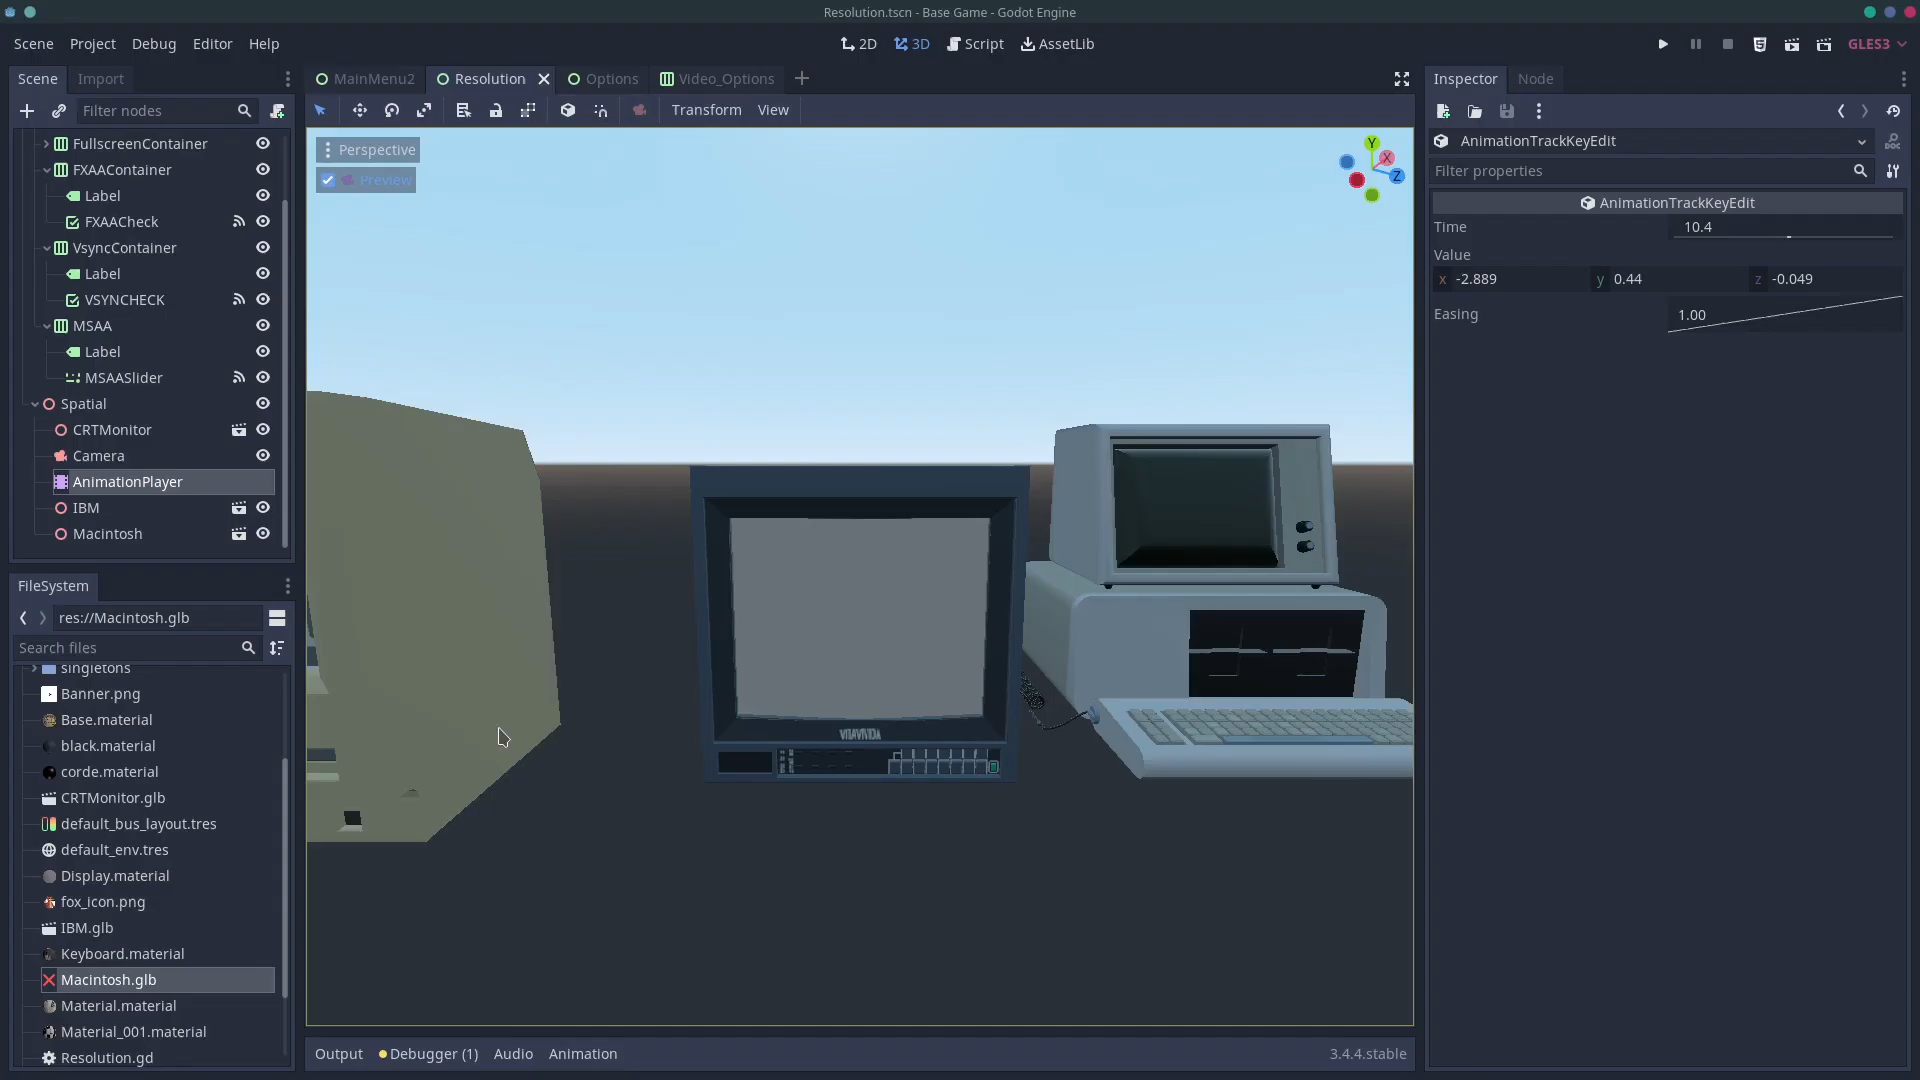 Resolution.tscn - Base Game - Godot Engine
Scene Project Debug Editor Help
2D 3D Script AssetLib
GLES3
Scene Import
MainMenu2 Resolution Options Video_Options
Inspector Node
Filter nodes
Transform View
FullscreenContainer
FXAAContainer
Label
FXAACheck
VsyncContainer
Label
VSYNCHECK
MSAA
Label
MSAASlider
Spatial
CRTMonitor
Camera
AnimationPlayer
IBM
Macintosh
FileSystem
res://Macintosh.glb
Search files
singletons
Banner.png
Base.material
black.material
corde.material
CRTMonitor.glb
default_bus_layout.tres
default_env.tres
Display.material
fox_icon.png
IBM.glb
Keyboard.material
Macintosh.glb
Material.material
Material_001.material
Resolution.gd
Perspective
Preview
Y
X
Z
Output Debugger (1) Audio Animation
3.4.4.stable
AnimationTrackKeyEdit
DOC
Filter properties
AnimationTrackKeyEdit
Time 10.4
Value
x -2.889 y 0.44 z -0.049
Easing 1.00